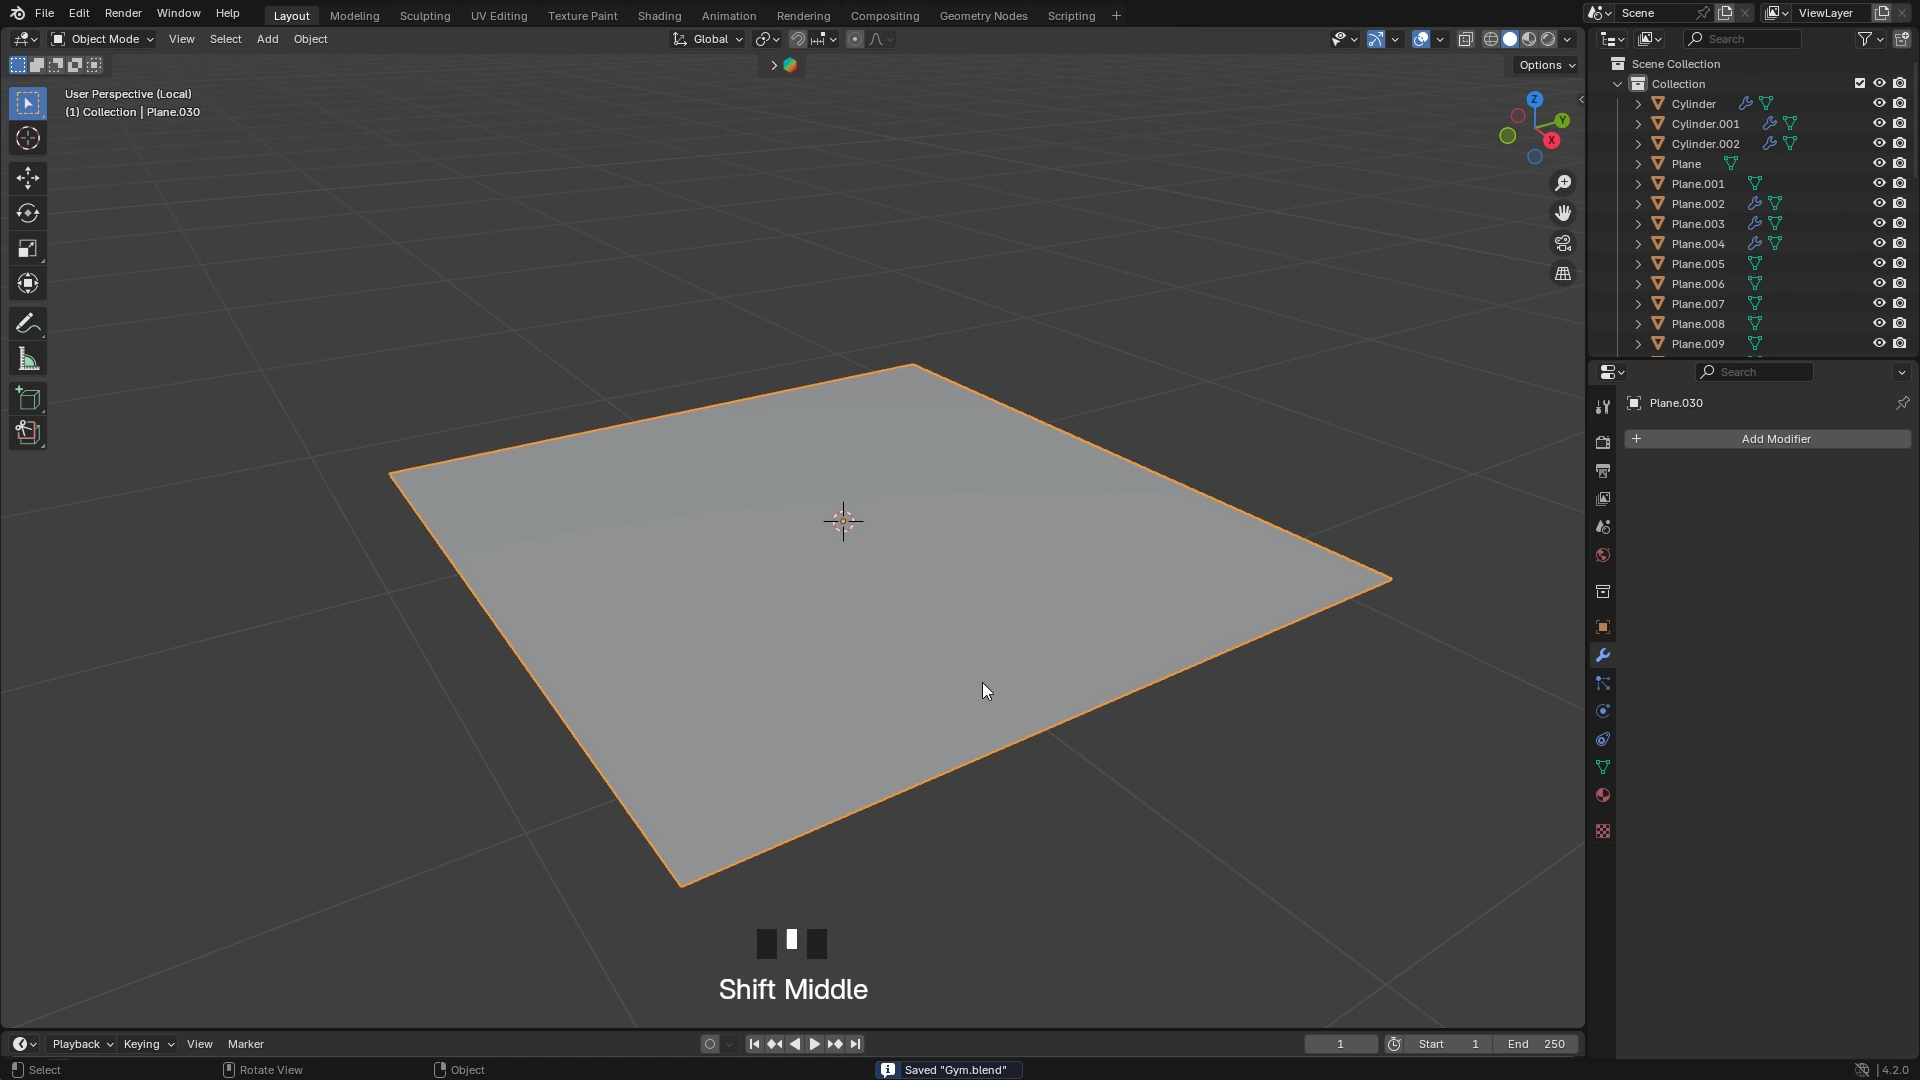 File Edit Render Window Help Layout Modeling Sculpting UV Editing Texture Paint Shading Animation Rendering Compositing Geometry Nodes Scripting + Scene ViewLayer
Object Mode View Select Add Object Global Search
Options
User Perspective (Local)
(1) Collection | Plane.030
Z
Y
X
Scene Collection
Collection
Cylinder
Cylinder.001
Cylinder.002
Plane
Plane.001
Plane.002
Plane.003
Plane.004
Plane.005
Plane.006
Plane.007
Plane.008
Plane.009
Search
Plane.030
+ Add Modifier
Shift Middle
Playback Keying View Marker 1 Start 1 End 250
Select Rotate View Object Saved "Gym.blend" 4.2.0